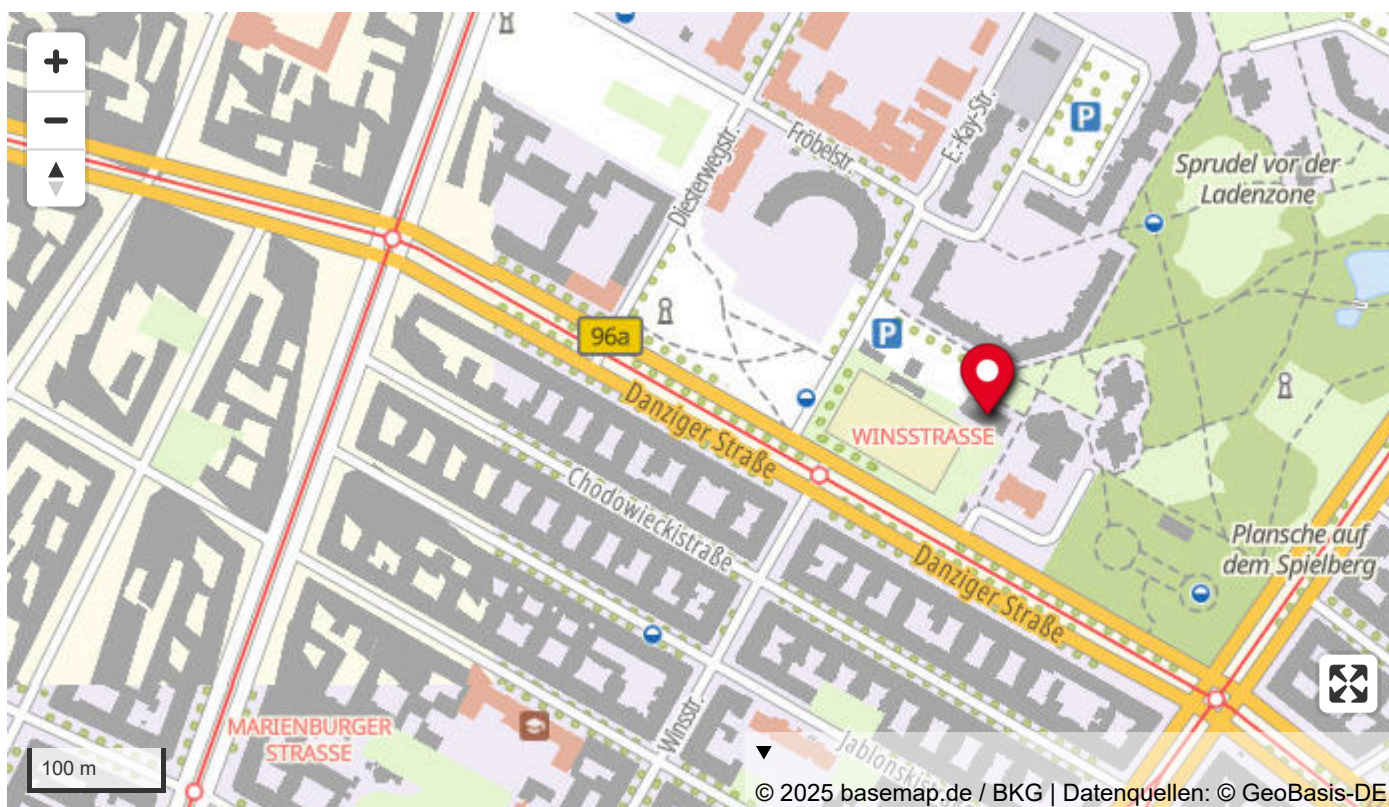 +
−
Diesterwegstr.
Fröbelstr.
E.-Kay-Str.
P
Sprudel vor der
Ladenzone
96a
P
Danziger Straße
WINSSTRASSE
Chodowieckistraße
Danziger Straße
Plansche auf
dem Spielberg
MARIENBURGER
STRASSE
Winsstr.
100 m
▼
© 2025 basemap.de / BKG | Datenquellen: © GeoBasis-DE